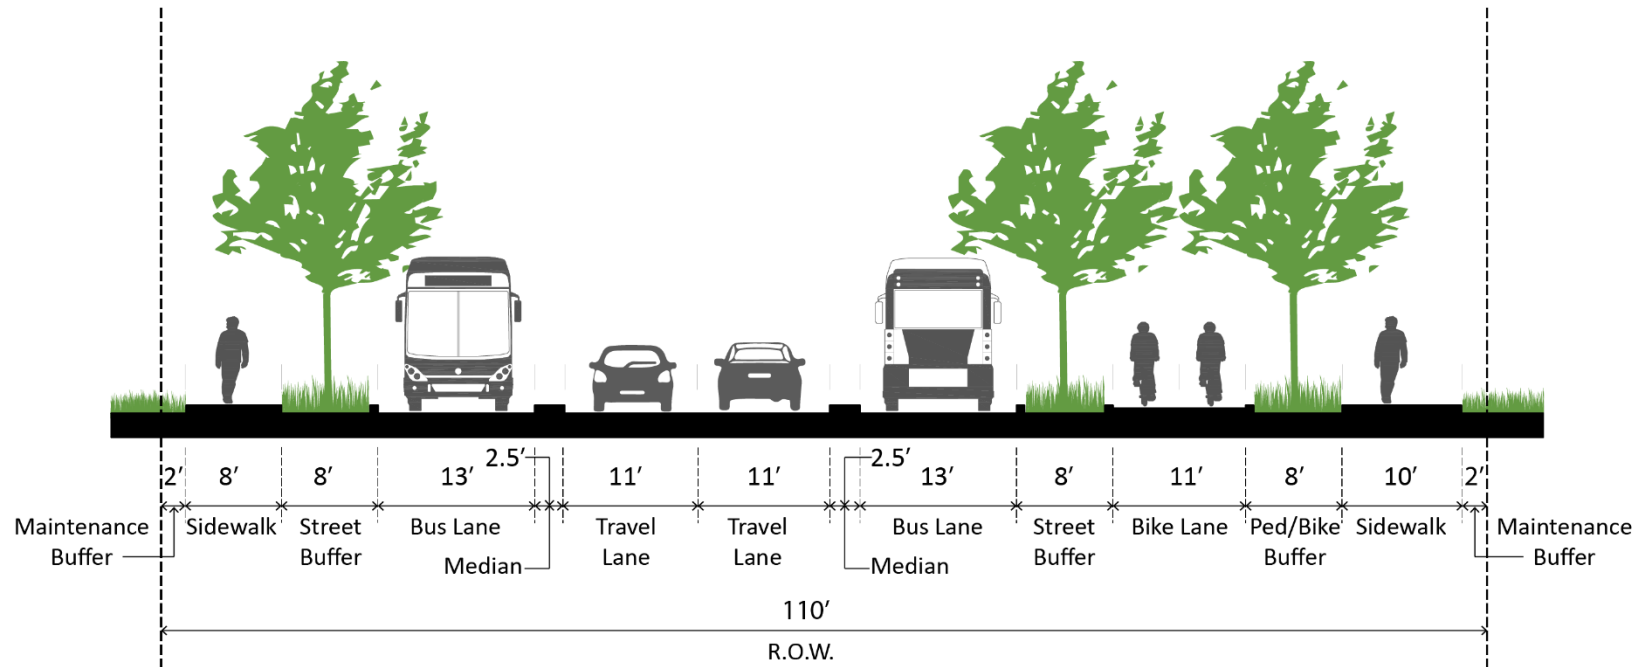 2.5’
2.5’
2’
8’
8’
13’
11’
11’
13’
8’
11’
8’
10’
2’
Maintenance
Buffer
Sidewalk
Street
Buffer
Bus Lane
Median
Travel
Lane
Travel
Lane
Median
Bus Lane
Street
Buffer
Bike Lane
Ped/Bike
Buffer
Sidewalk
Maintenance
Buffer
110’
R.O.W.